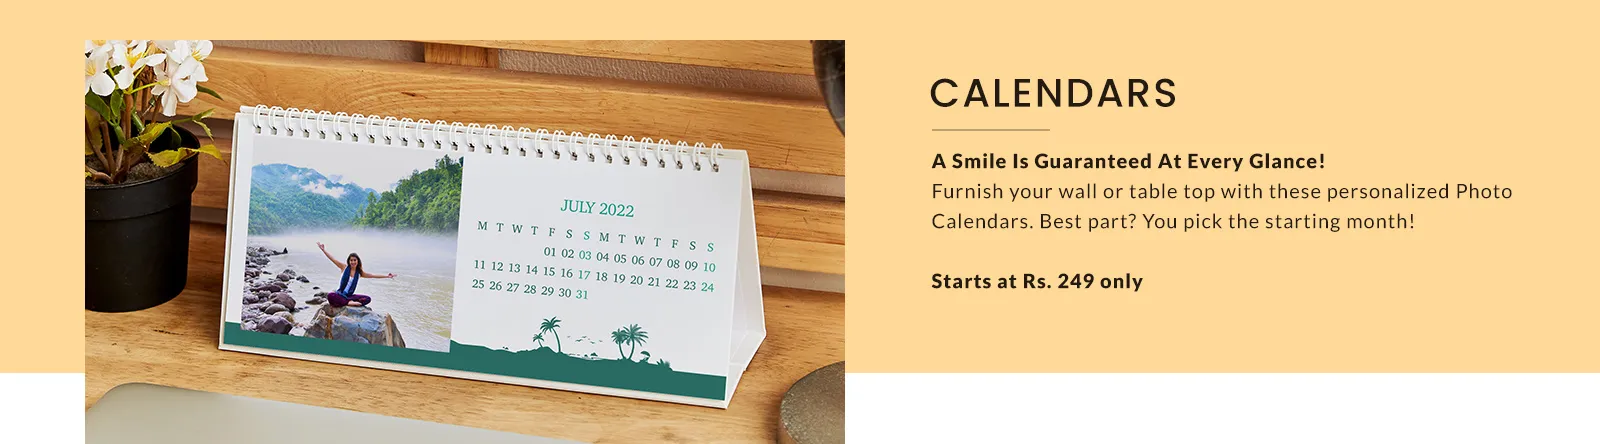 CALENDARS
A Smile Is Guaranteed At Every Glance!
Furnish your wall or table top with these personalized Photo
Calendars. Best part? You pick the starting month!
Starts at Rs. 249 only
JULY 2022
M T W T F S S M T W T F S S
01 02 03 04 05 06 07 08 09 10
11 12 13 14 15 16 17 18 19 20 21 22 23 24
25 26 27 28 29 30 31